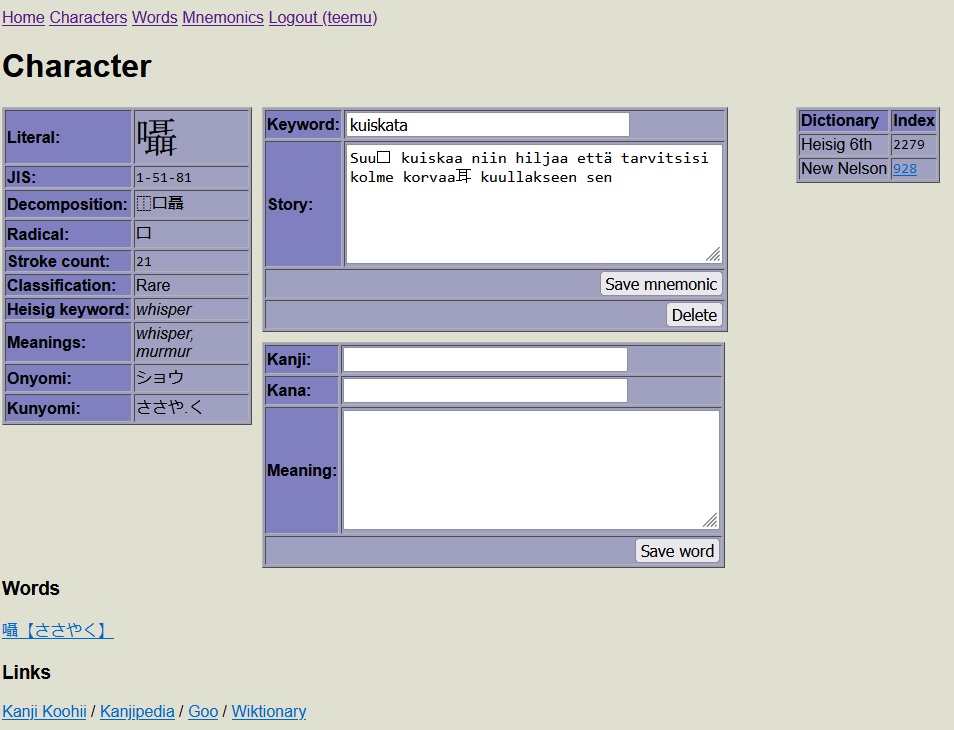 Home Characters Words Mnemonics Logout (teemu)
Character
Literal: 囁
JIS: 1-51-81
Decomposition: ⿰口聶
Radical: 口
Stroke count: 21
Classification: Rare
Heisig keyword: whisper
Meanings: whisper,
murmur
Onyomi: ショウ
Kunyomi: ささや.く
Keyword: kuiskata
Story: Suu口 kuiskaa niin hiljaa että tarvitsisi
kolme korvaa耳 kuullakseen sen
Save mnemonic
Delete
Kanji:
Kana:
Meaning:
Save word
Dictionary Index
Heisig 6th 2279
New Nelson 928
Words
囁【ささやく】
Links
Kanji Koohii / Kanjipedia / Goo / Wiktionary